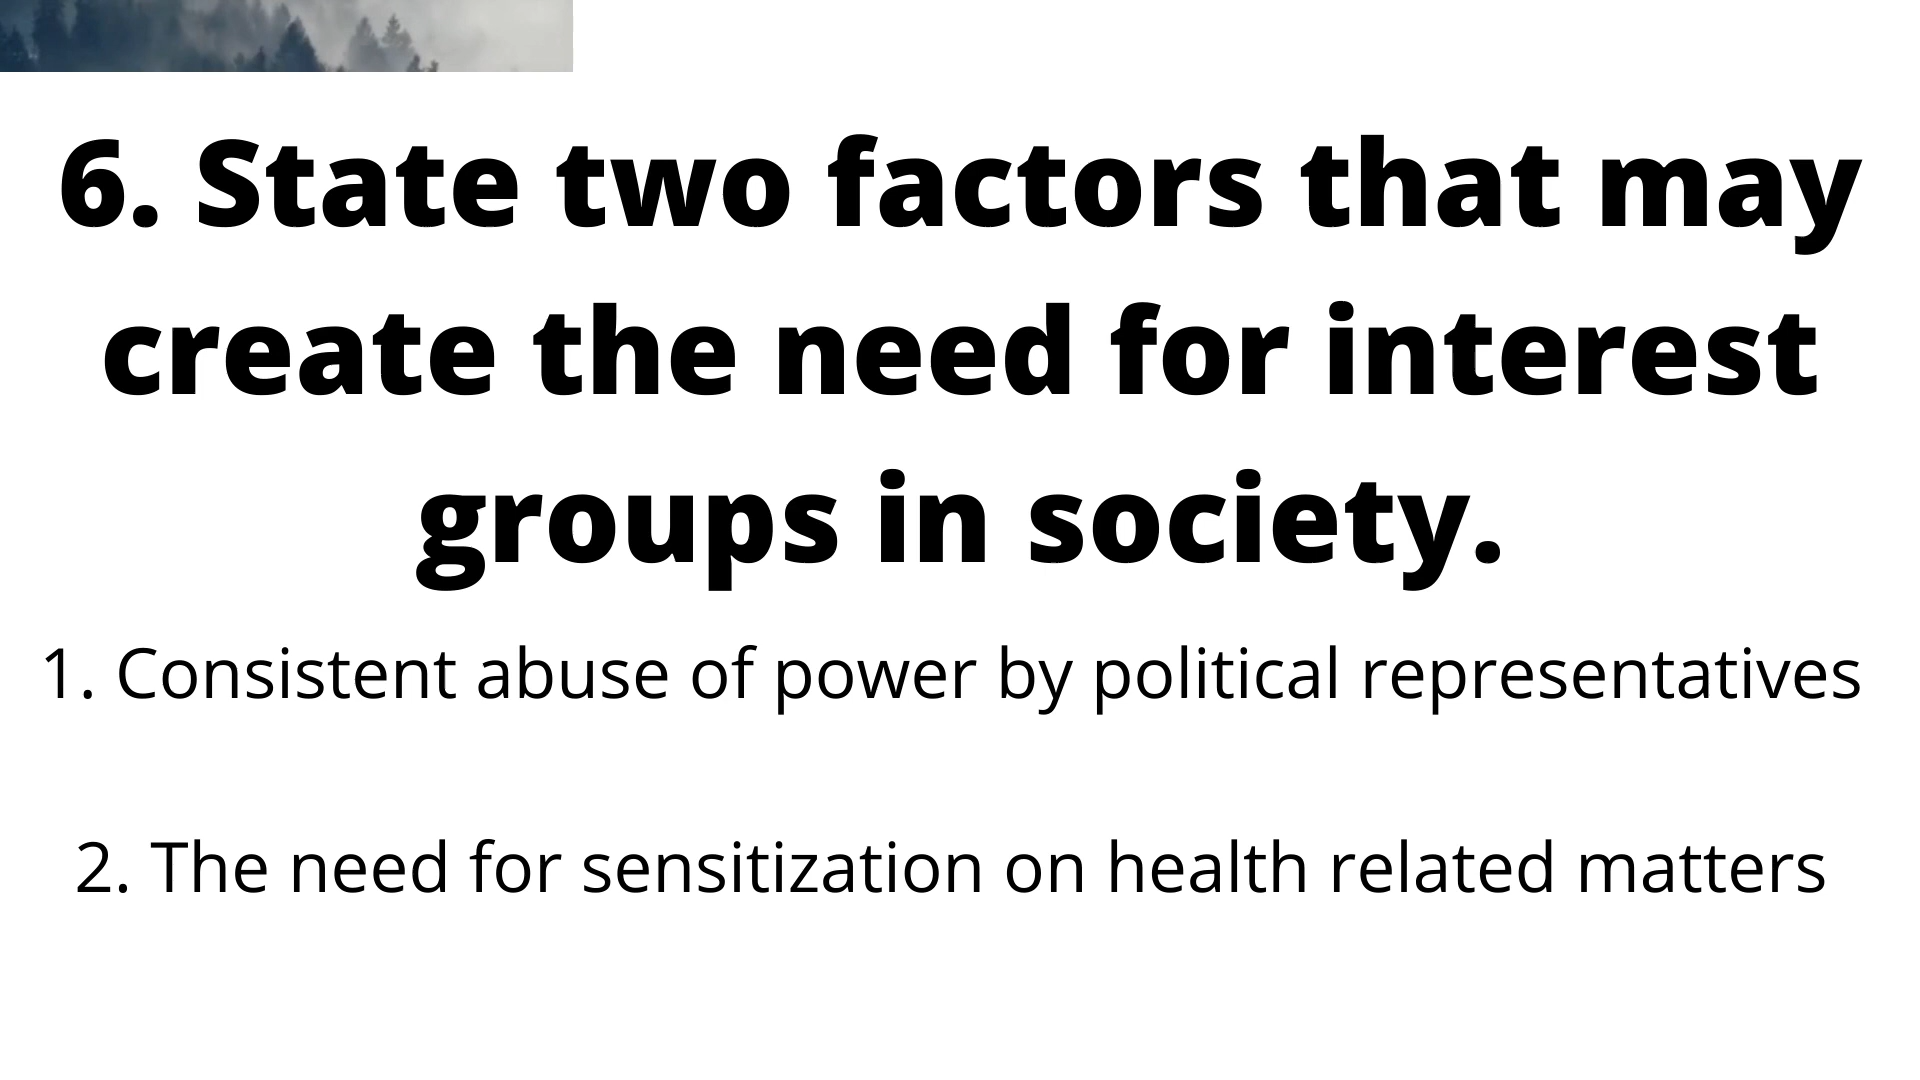 6. State two factors that may
create the need for interest
groups in society.
1. Consistent abuse of power by political representatives
2. The need for sensitization on health related matters